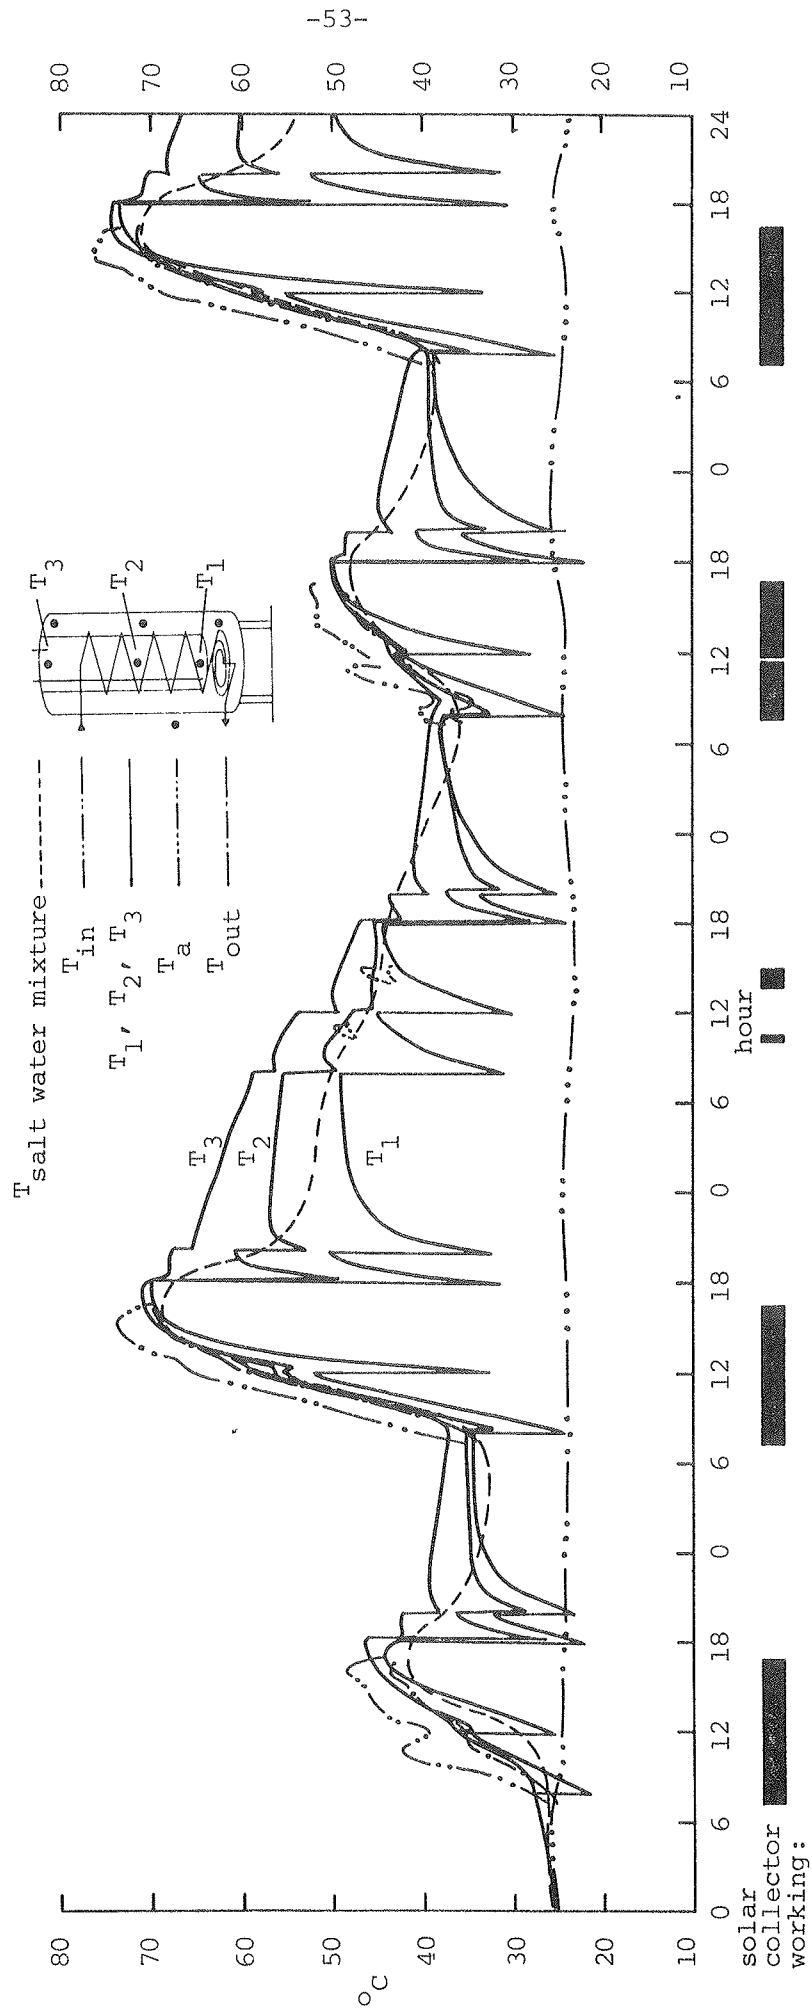 -53-
T salt water mixture
T in
T1, T2, T3
T a
T out
T3
T2
T1
80
70
60
50
40
30
20
10
°C
80
70
60
50
40
30
20
10
T3
T2
T1
0 6 12 18 0 6 12 18 0 6 12 18 0 6 12 18 0 6 12 18 24
hour
solar
collector
working: